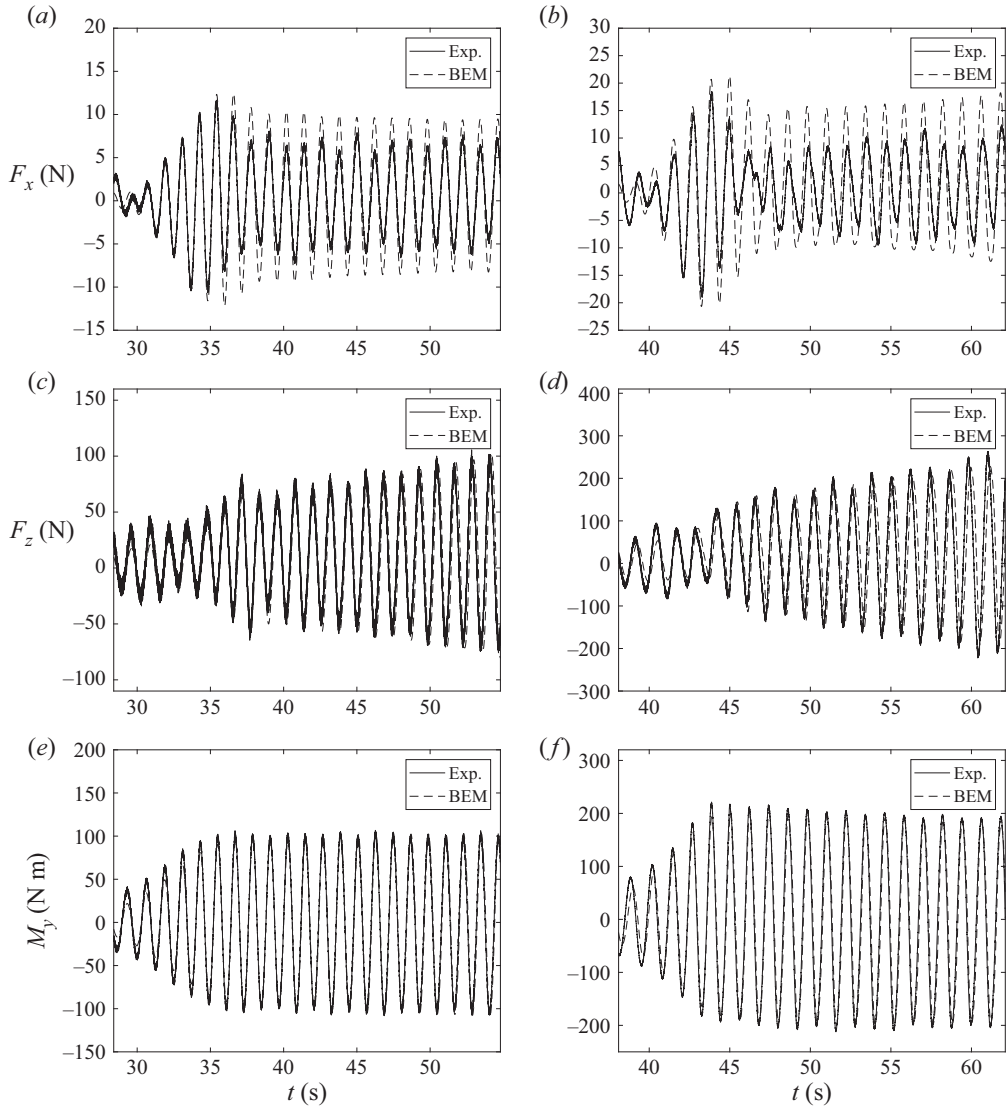 (a)
20
15
10
5
0
–5
–10
–15
F_x (N)
30 35 40 45 50
Exp.
BEM
(b)
30
25
20
15
10
5
0
–5
–10
–15
–20
–25
40 45 50 55 60
Exp.
BEM
(c)
150
100
50
0
–50
–100
F_z (N)
30 35 40 45 50
Exp.
BEM
(d)
400
300
200
100
0
–100
–200
–300
40 45 50 55 60
Exp.
BEM
(e)
200
150
100
50
0
–50
–100
–150
M_y (N m)
30 35 40 45 50
t (s)
Exp.
BEM
(f)
300
200
100
0
–100
–200
40 45 50 55 60
t (s)
Exp.
BEM